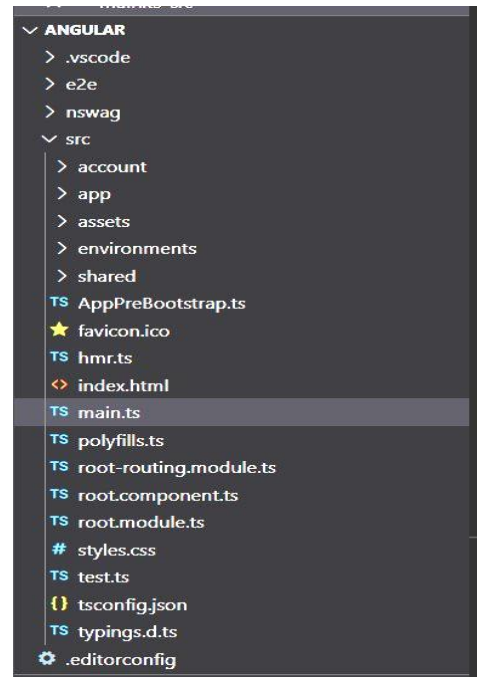 ANGULAR
.vscode
e2e
nswag
src
account
app
assets
environments
shared
TS AppPreBootstrap.ts
favicon.ico
TS hmr.ts
<> index.html
TS main.ts
TS polyfills.ts
TS root-routing.module.ts
TS root.component.ts
TS root.module.ts
# styles.css
TS test.ts
{} tsconfig.json
TS typings.d.ts
.editorconfig